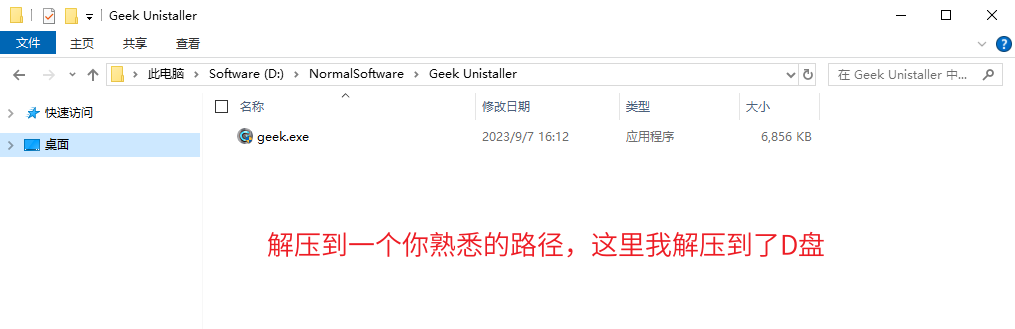 Geek Unistaller
文件 主页 共享 查看
此电脑 Software (D:) NormalSoftware Geek Unistaller 在 Geek Unistaller 中...
快速访问 名称 修改日期 类型 大小
桌面 geek.exe 2023/9/7 16:12 应用程序 6,856 KB
解压到一个你熟悉的路径，这里我解压到了D盘